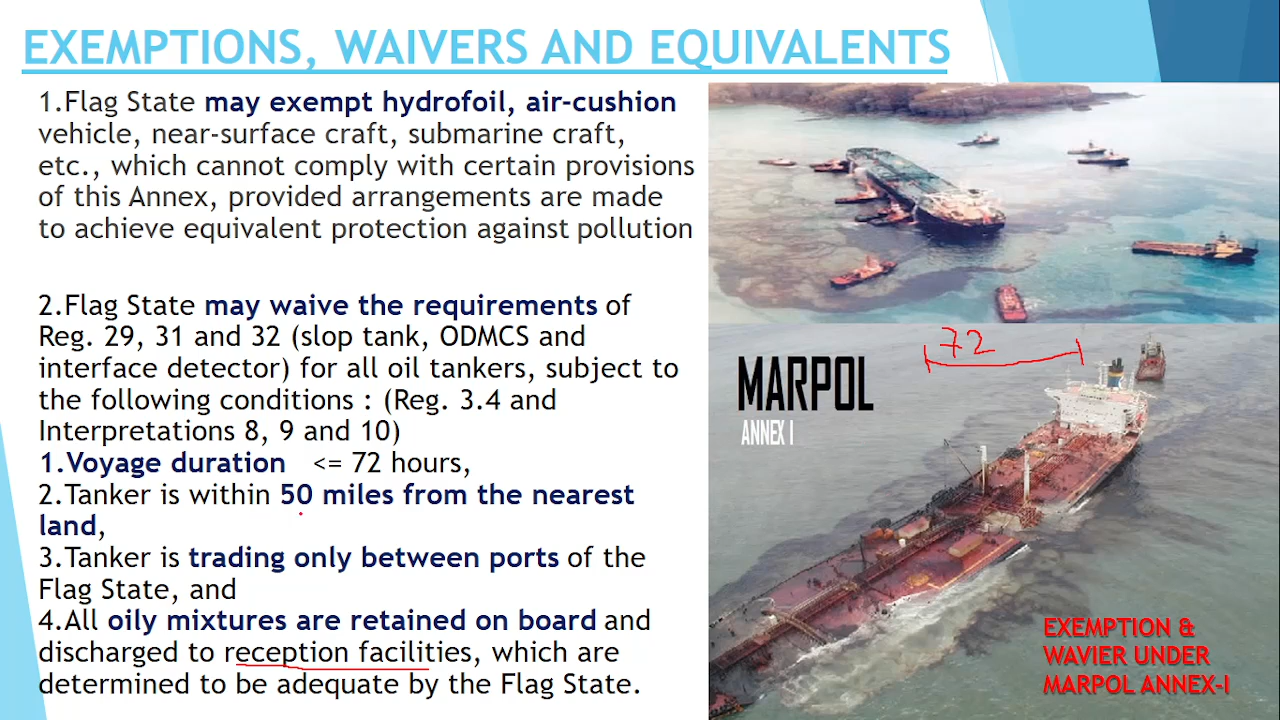 EXEMPTIONS, WAIVERS AND EQUIVALENTS
1.Flag State may exempt hydrofoil, air-cushion
vehicle, near-surface craft, submarine craft,
etc., which cannot comply with certain provisions
of this Annex, provided arrangements are made
to achieve equivalent protection against pollution
2.Flag State may waive the requirements of
Reg. 29, 31 and 32 (slop tank, ODMCS and
interface detector) for all oil tankers, subject to
the following conditions : (Reg. 3.4 and
Interpretations 8, 9 and 10)
1.Voyage duration <= 72 hours,
2.Tanker is within 50 miles from the nearest
land,
3.Tanker is trading only between ports of the
Flag State, and
4.All oily mixtures are retained on board and
discharged to reception facilities, which are
determined to be adequate by the Flag State.
72
MARPOL
ANNEX I
EXEMPTION &
WAVIER UNDER
MARPOL ANNEX-I